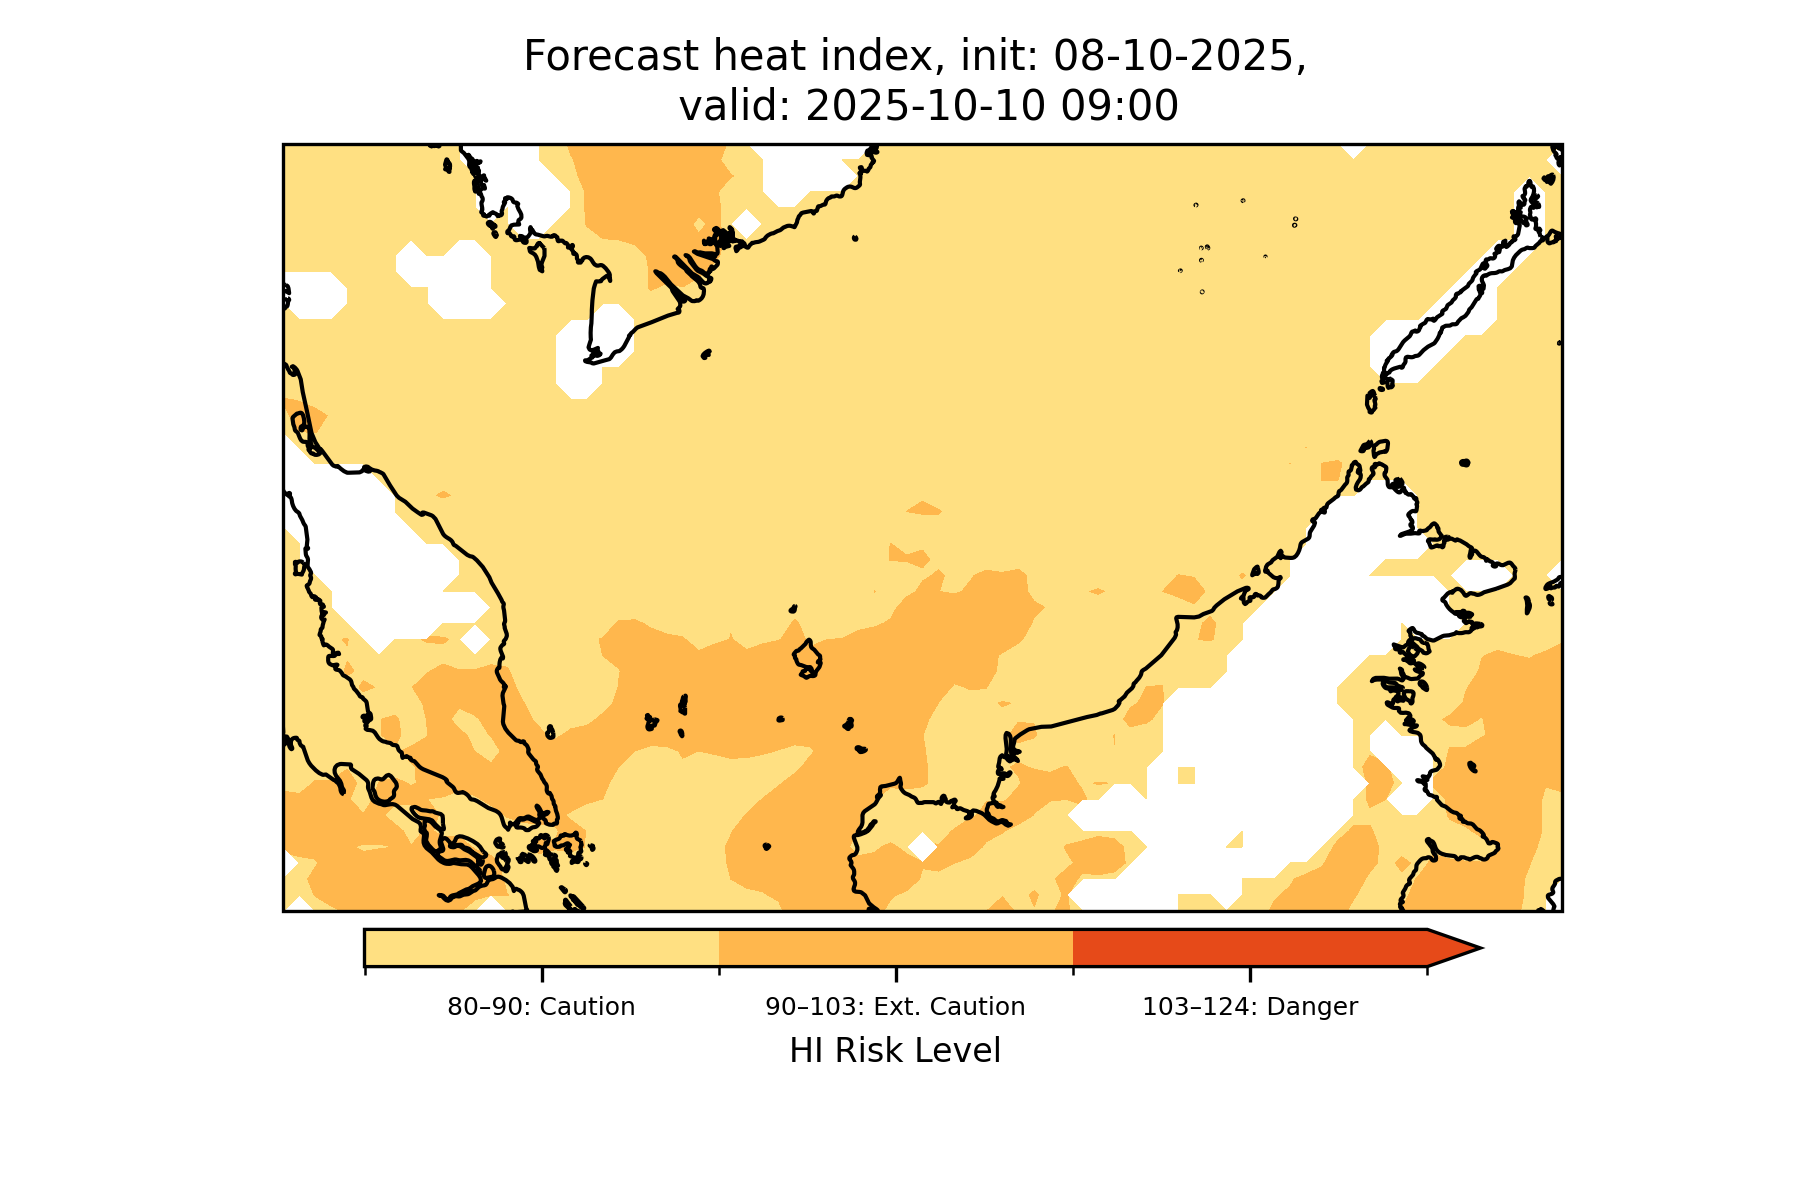 Forecast heat index, init: 08-10-2025,
valid: 2025-10-10 09:00
80–90: Caution
90–103: Ext. Caution
103–124: Danger
HI Risk Level